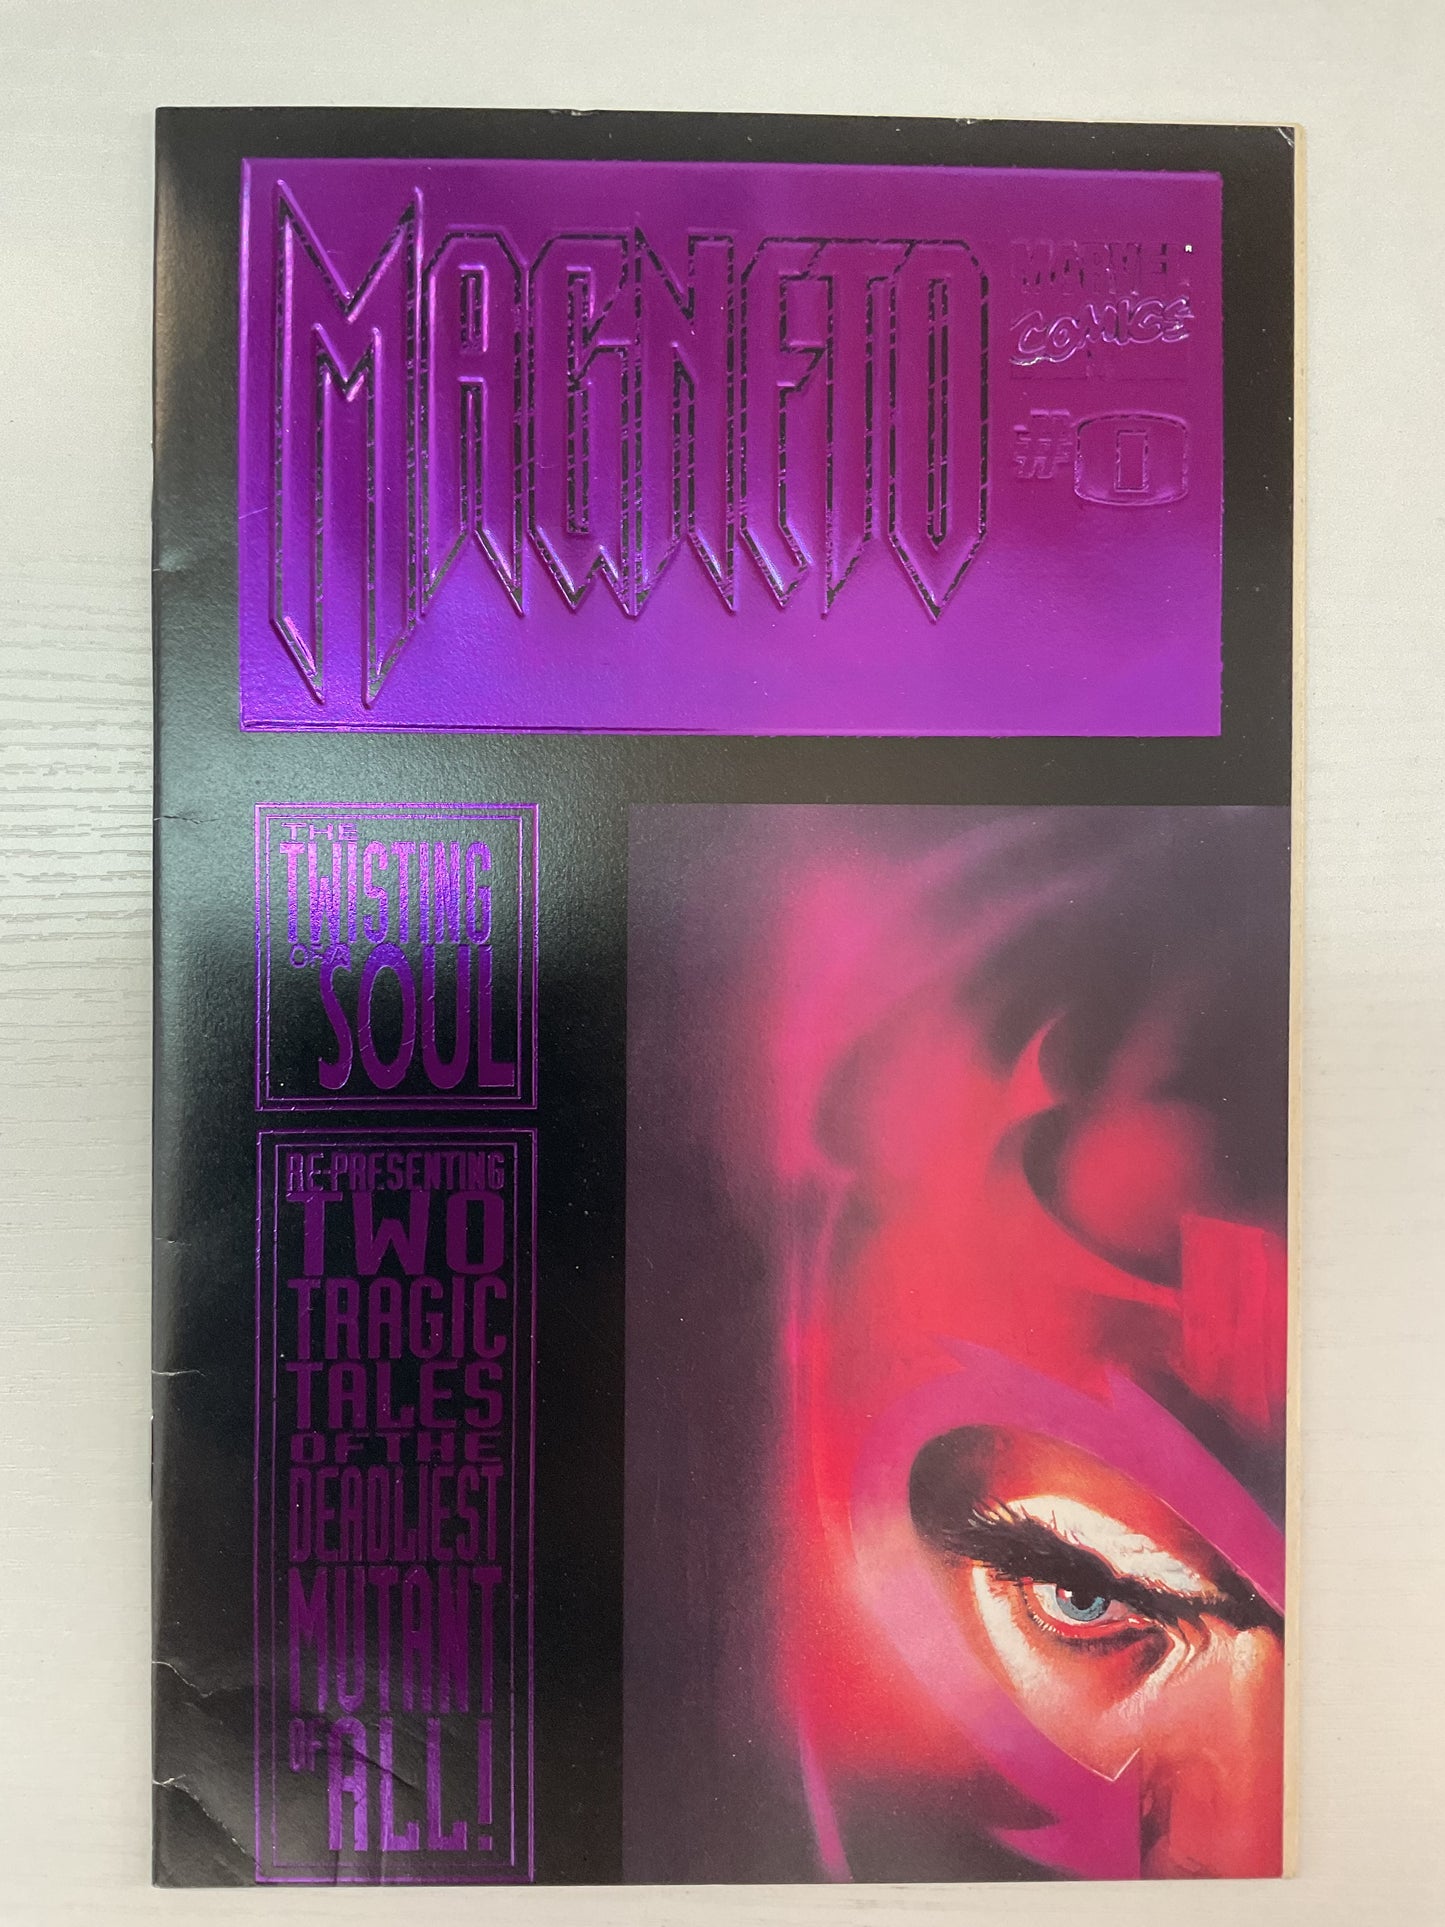 MAGNETO
MARVEL
COMICS
#0
THE
TWISTING
OF A
SOUL
RE-PRESENTING
TWO
TRAGIC
TALES
OF THE
DEADLIEST
MUTANT
OF
ALL!